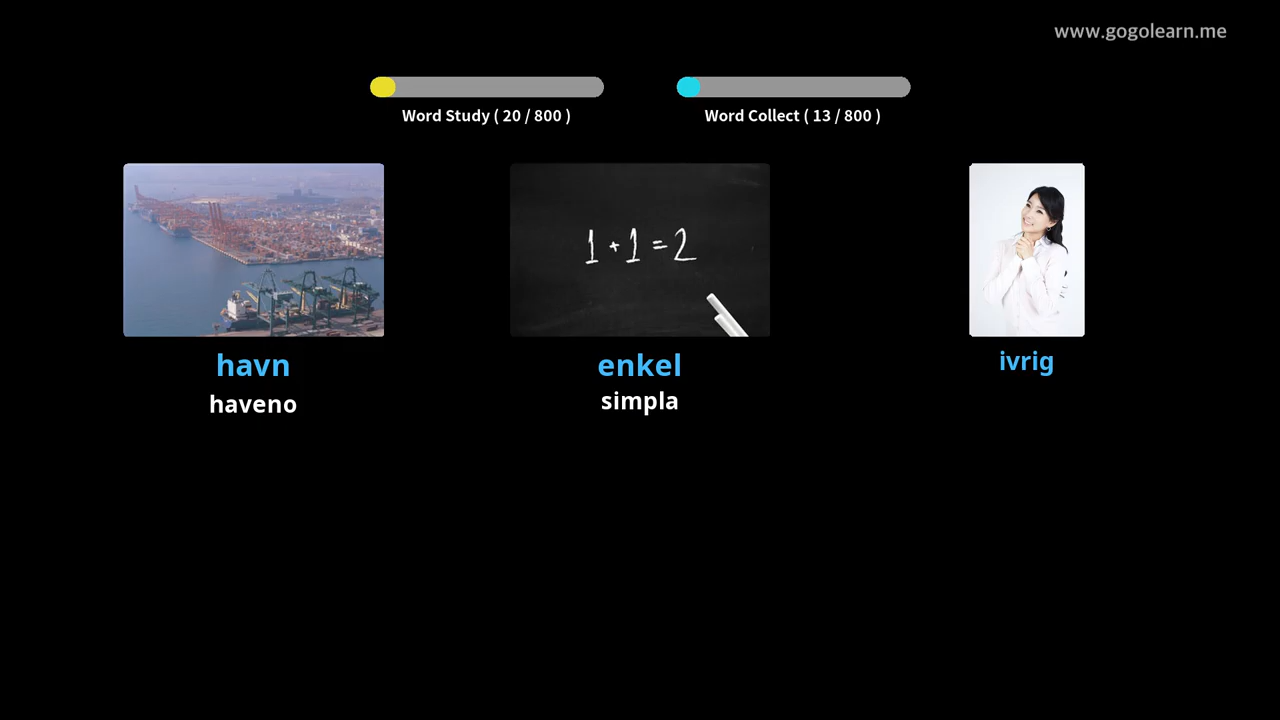 www.gogolearn.me
Word Study ( 20 / 800 )
Word Collect ( 13 / 800 )
1 + 1 = 2
havn
haveno
enkel
simpla
ivrig